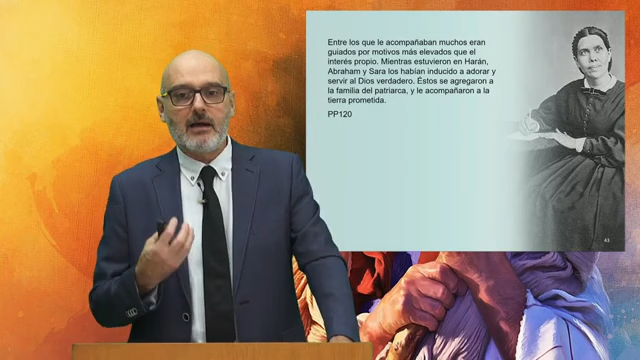 Entre los que le acompañaban muchos eran
guiados por motivos más elevados que el
interés propio. Mientras estuvieron en Harán,
Abraham y Sara los habían inducido a adorar y
servir al Dios verdadero. Éstos se agregaron a
la familia del patriarca, y le acompañaron a la
tierra prometida.
PP120
43